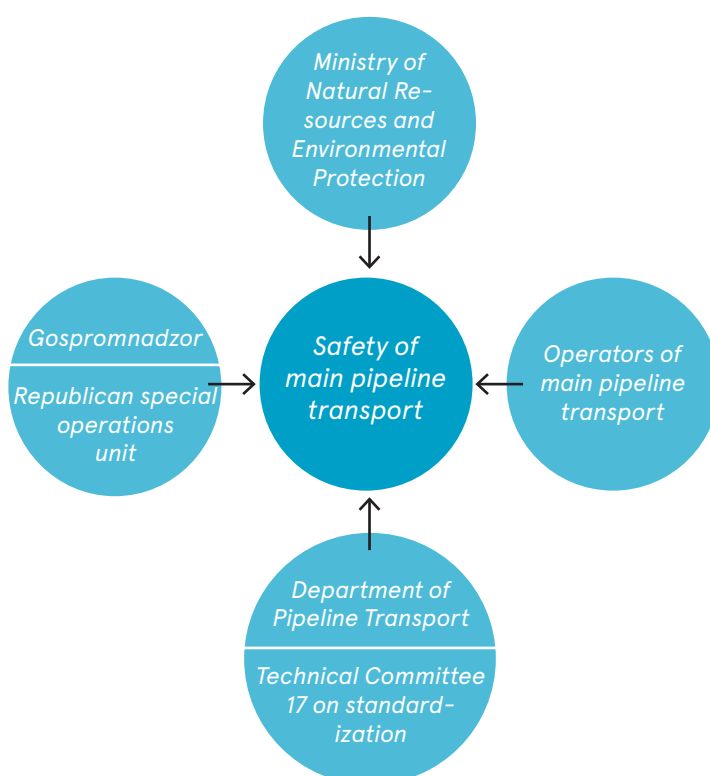 Ministry of
Natural Re-
sources and
Environmental
Protection
Gospromnadzor
Republican special
operations
unit
Safety of
main pipeline
transport
Operators of
main pipeline
transport
Department of
Pipeline Transport
Technical Committee
17 on standard-
ization